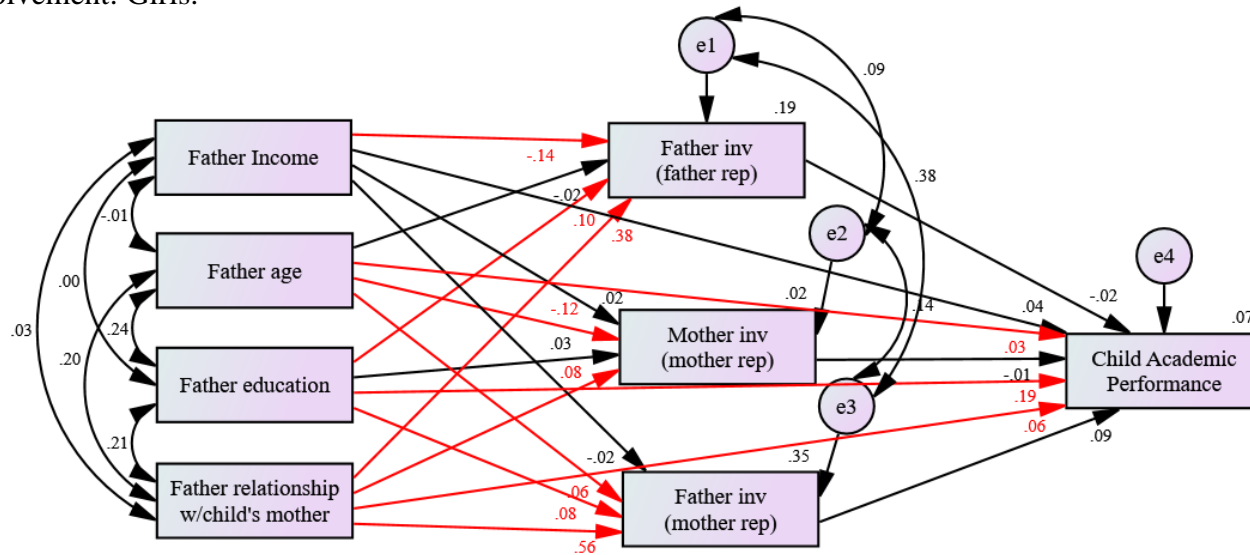 olvement: Girls.
e1
.09
.19
Father Income
Father inv
(father rep)
-.14
.38
-.02
-.01
.10
.38
e2
e4
Father age
.00
.02
.02
.14
.04
-.02
.07
-.12
.03
.24
.03
Mother inv
(mother rep)
.03
Child Academic
Performance
.20
.08
-.01
Father education
.19
e3
.06
.09
.21
-.02
.35
Father relationship
w/child's mother
.06
Father inv
(mother rep)
.08
.56